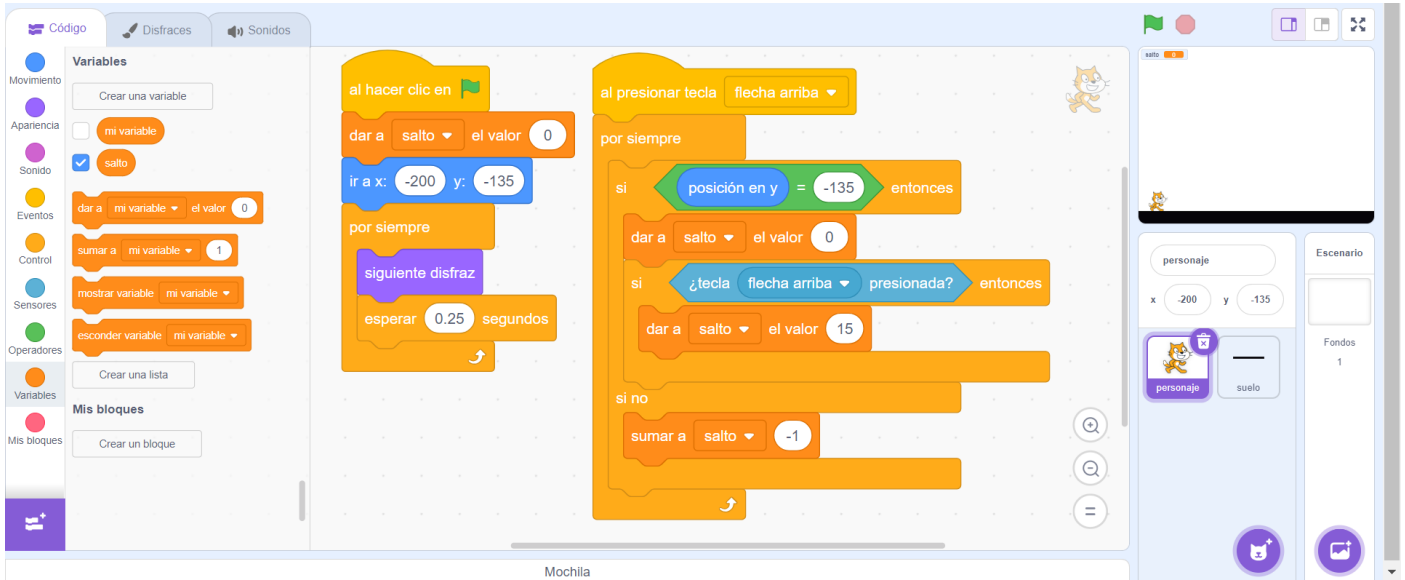 Código
Disfraces
Sonidos
Movimiento
Apariencia
Sonido
Eventos
Control
Sensores
Operadores
Variables
Mis bloques
Variables
Crear una variable
mi variable
salto
dar a mi variable el valor 0
sumar a mi variable 1
mostrar variable mi variable
esconder variable mi variable
Crear una lista
Mis bloques
Crear un bloque
al hacer clic en
dar a salto el valor 0
ir a x: -200 y: -135
por siempre
siguiente disfraz
esperar 0.25 segundos
al presionar tecla flecha arriba
por siempre
si posición en y = -135 entonces
dar a salto el valor 0
si ¿tecla flecha arriba presionada? entonces
dar a salto el valor 15
si no
sumar a salto -1
salto 0
personaje
x -200 y -135
personaje
suelo
Escenario
Fondos
1
Mochila